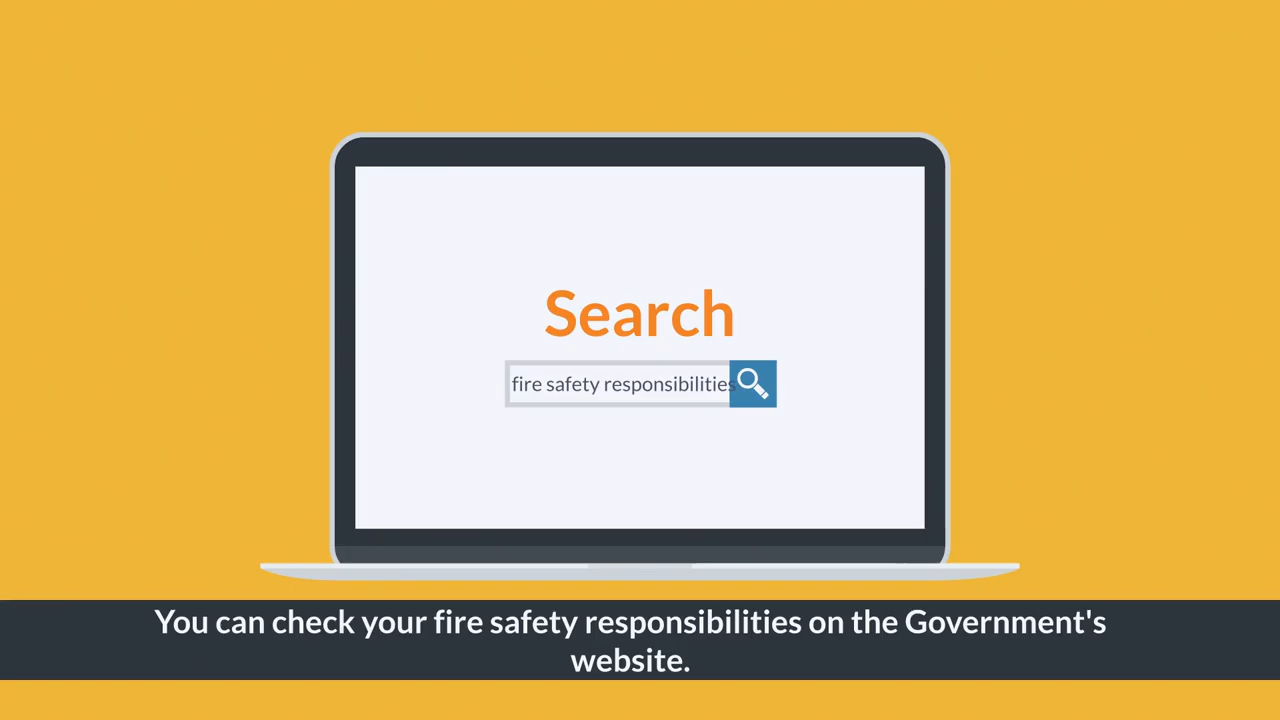 Search
fire safety responsibilities
You can check your fire safety responsibilities on the Government's
website.